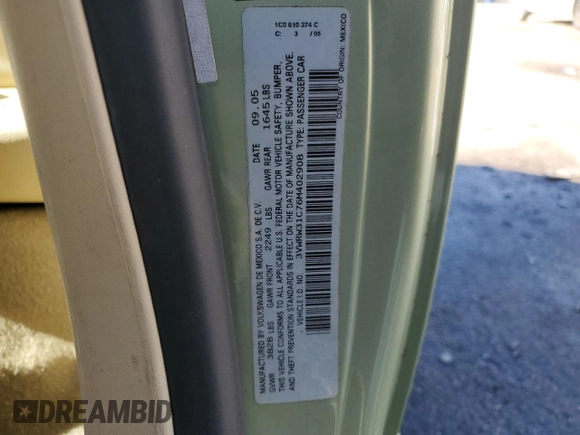 1C0 010 374 C
C: 3 /05
MANUFACTURED BY VOLKSWAGEN DE MEXICO S.A. DE C.V. DATE 09.05
GVWR 3828 LBS GAWR FRONT 2249 LBS GAWR REAR 1645 LBS
THIS VEHICLE CONFORMS TO ALL APPLICABLE U.S. FEDERAL MOTOR VEHICLE SAFETY, BUMPER,
AND THEFT PREVENTION STANDARDS IN EFFECT ON THE DATE OF MANUFACTURE SHOWN ABOVE.
VEHICLE I.D. NO. 3VWRW31C76M402908 TYPE: PASSENGER CAR
COUNTRY OF ORIGIN: MEXICO
DREAMBID